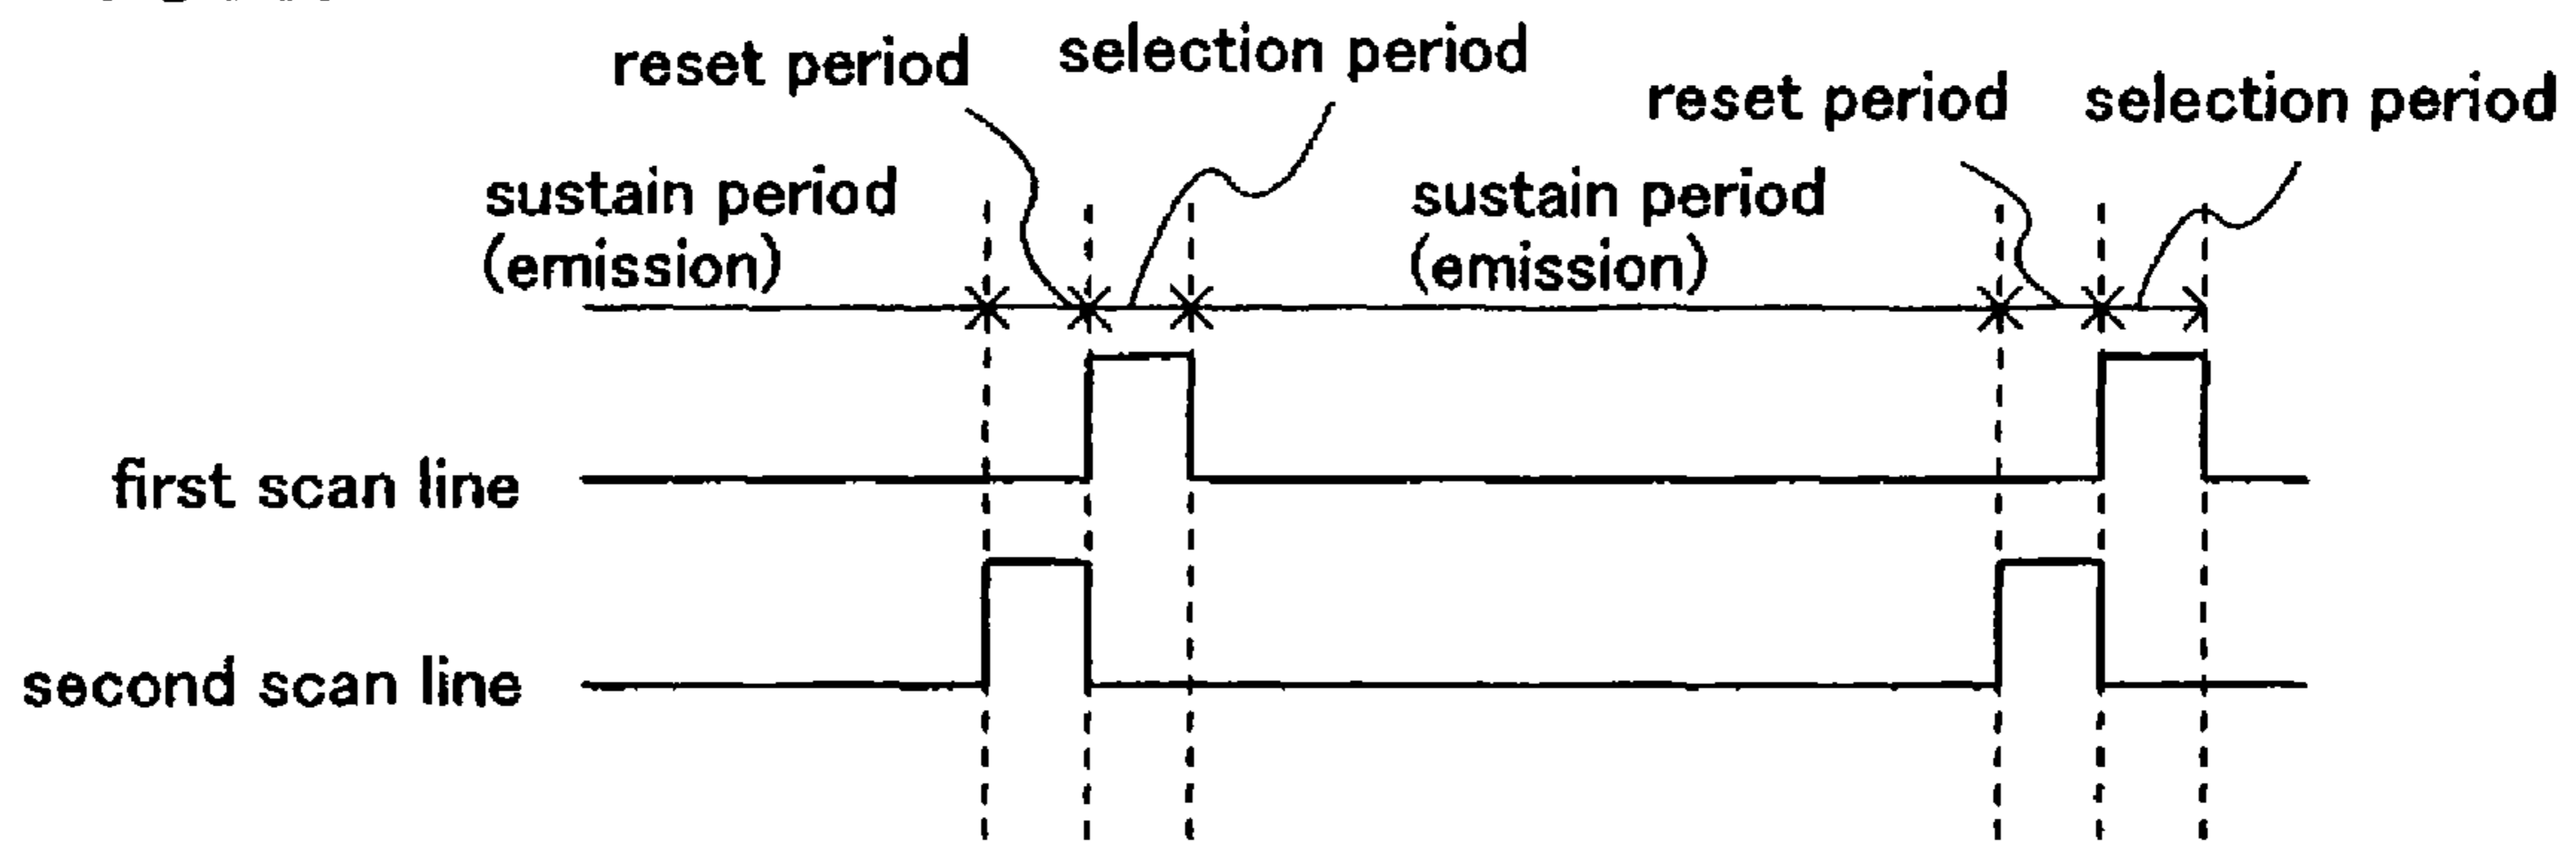 reset period
selection period
reset period
selection period
sustain period
(emission)
sustain period
(emission)
first scan line
second scan line